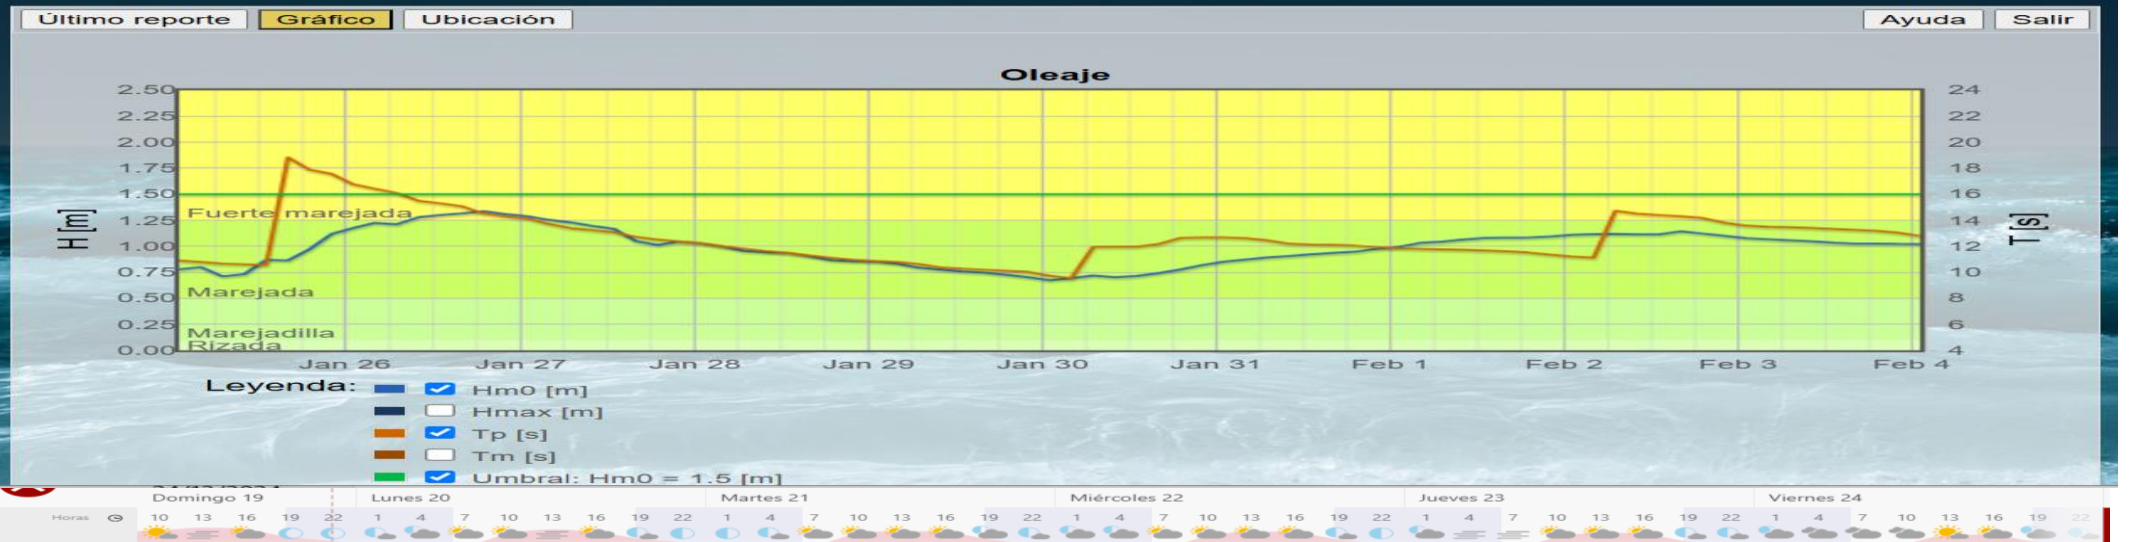 Último reporte Gráfico Ubicación Ayuda Salir
Oleaje
2.50 24
2.25 22
2.00 20
1.75 18
1.50 16
Fuerte marejada
1.25 14
H [m] T [s]
1.00 12
0.75 10
Marejada
0.50 8
0.25 6
Marejadilla
Rizada
0.00 4
Jan 26 Jan 27 Jan 28 Jan 29 Jan 30 Jan 31 Feb 1 Feb 2 Feb 3 Feb 4
Leyenda: Hm0 [m]
Hmax [m]
Tp [s]
Tm [s]
Umbral: Hm0 = 1.5 [m]
Domingo 19 Lunes 20 Martes 21 Miércoles 22 Jueves 23 Viernes 24
Horas 10 13 16 19 22 1 4 7 10 13 16 19 22 1 4 7 10 13 16 19 22 1 4 7 10 13 16 19 22 1 4 7 10 13 16 19 22 1 4 7 10 13 16 19 22